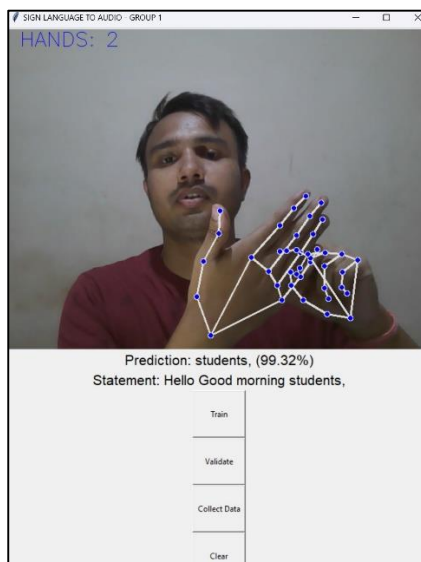 SIGN LANGUAGE TO AUDIO - GROUP 1
HANDS: 2
Prediction: students, (99.32%)
Statement: Hello Good morning students,
Train
Validate
Collect Data
Clear